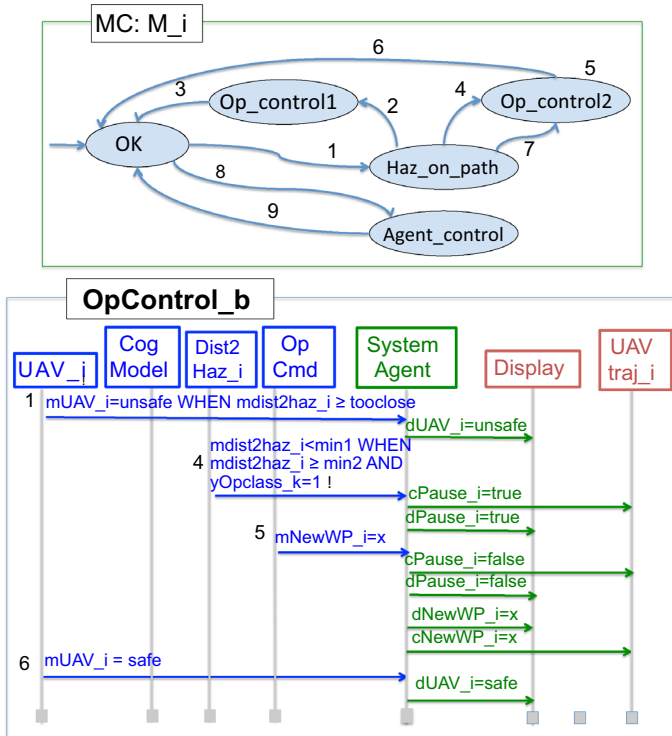 MC: M_i
6
5
3
Op_control1
4
Op_control2
2
OK
1
7
Haz_on_path
8
9
Agent_control
OpControl_b
UAV_i
Cog
Model
Dist2
Haz_i
Op
Cmd
System
Agent
Display
UAV
traj_i
1
mUAV_i=unsafe WHEN mdist2haz_i ≥ tooclose
dUAV_i=unsafe
mdist2haz_i<min1 WHEN
4 mdist2haz_i ≥ min2 AND
yOpclass_k=1 !
cPause_i=true
dPause_i=true
5 mNewWP_i=x
cPause_i=false
dPause_i=false
dNewWP_i=x
cNewWP_i=x
6 mUAV_i = safe
dUAV_i=safe